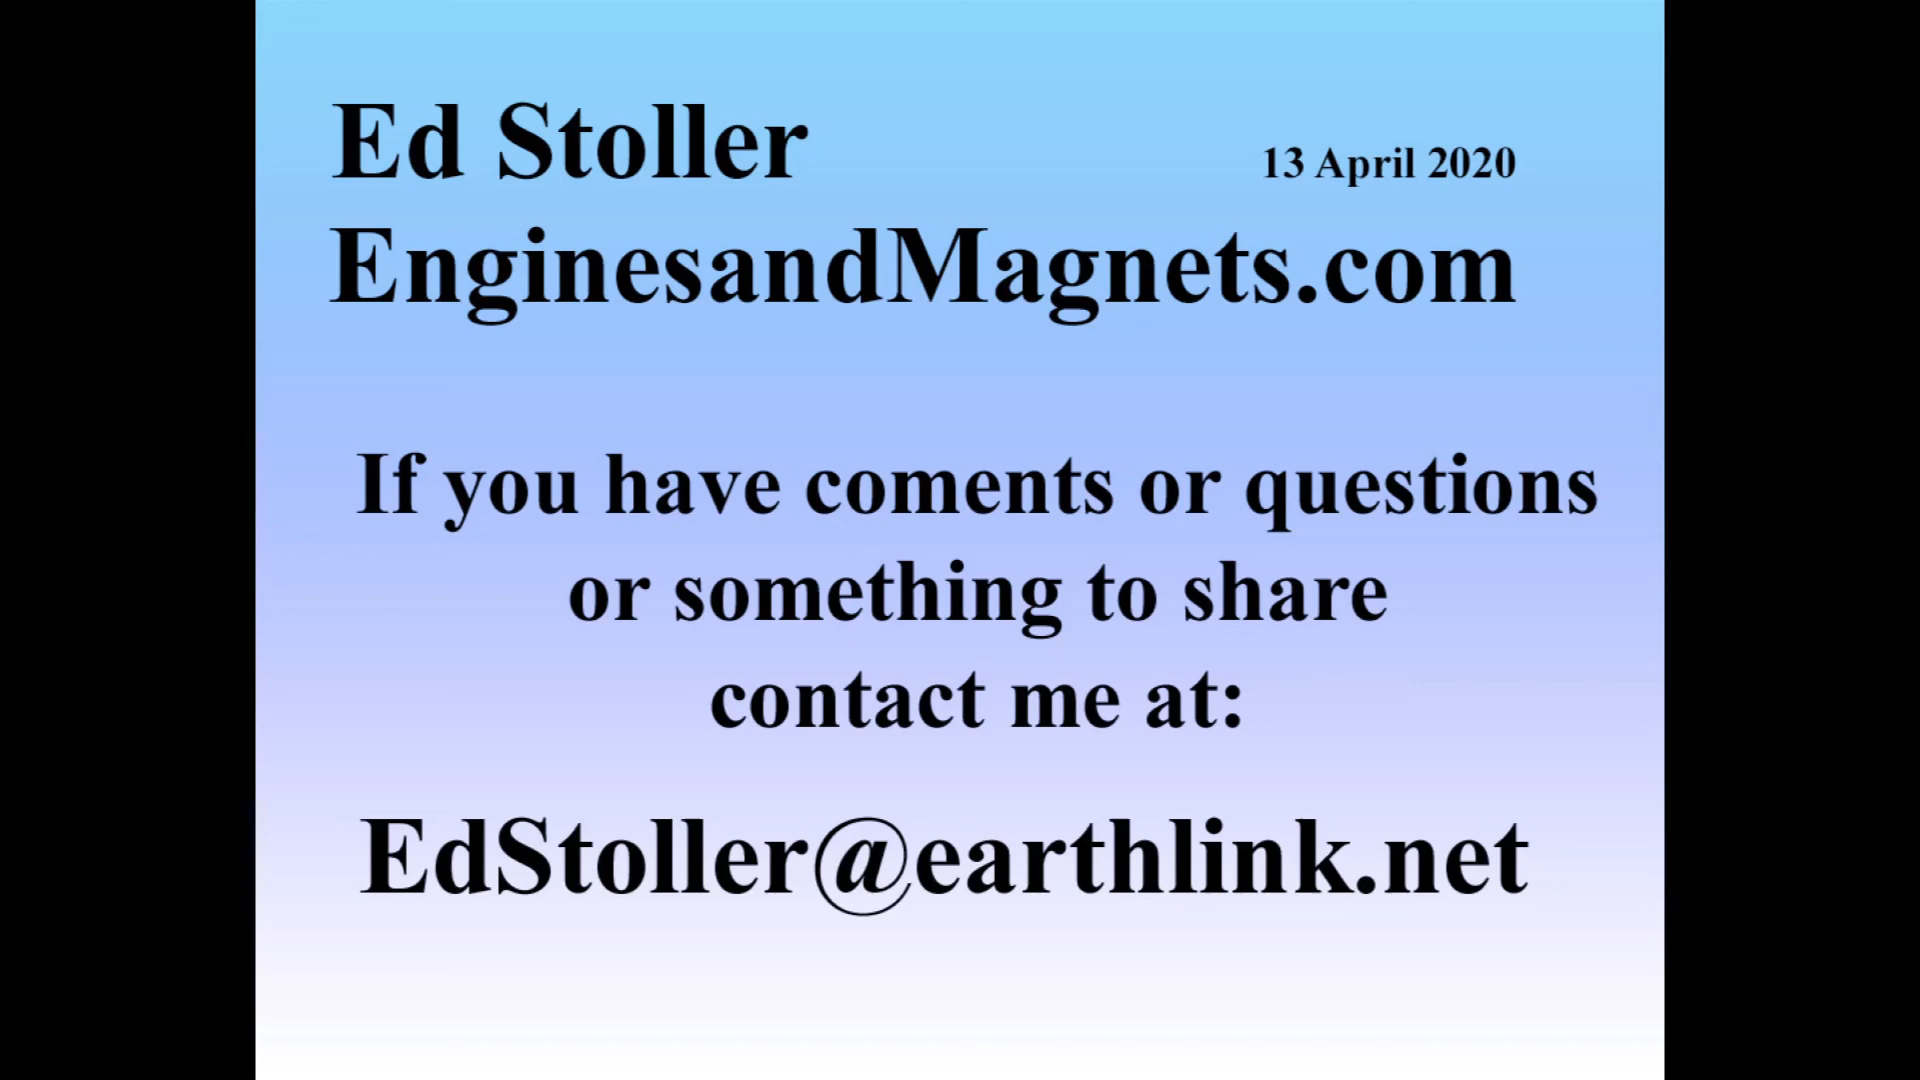 Ed Stoller 13 April 2020
EnginesandMagnets.com
If you have coments or questions
or something to share
contact me at:
EdStoller@earthlink.net